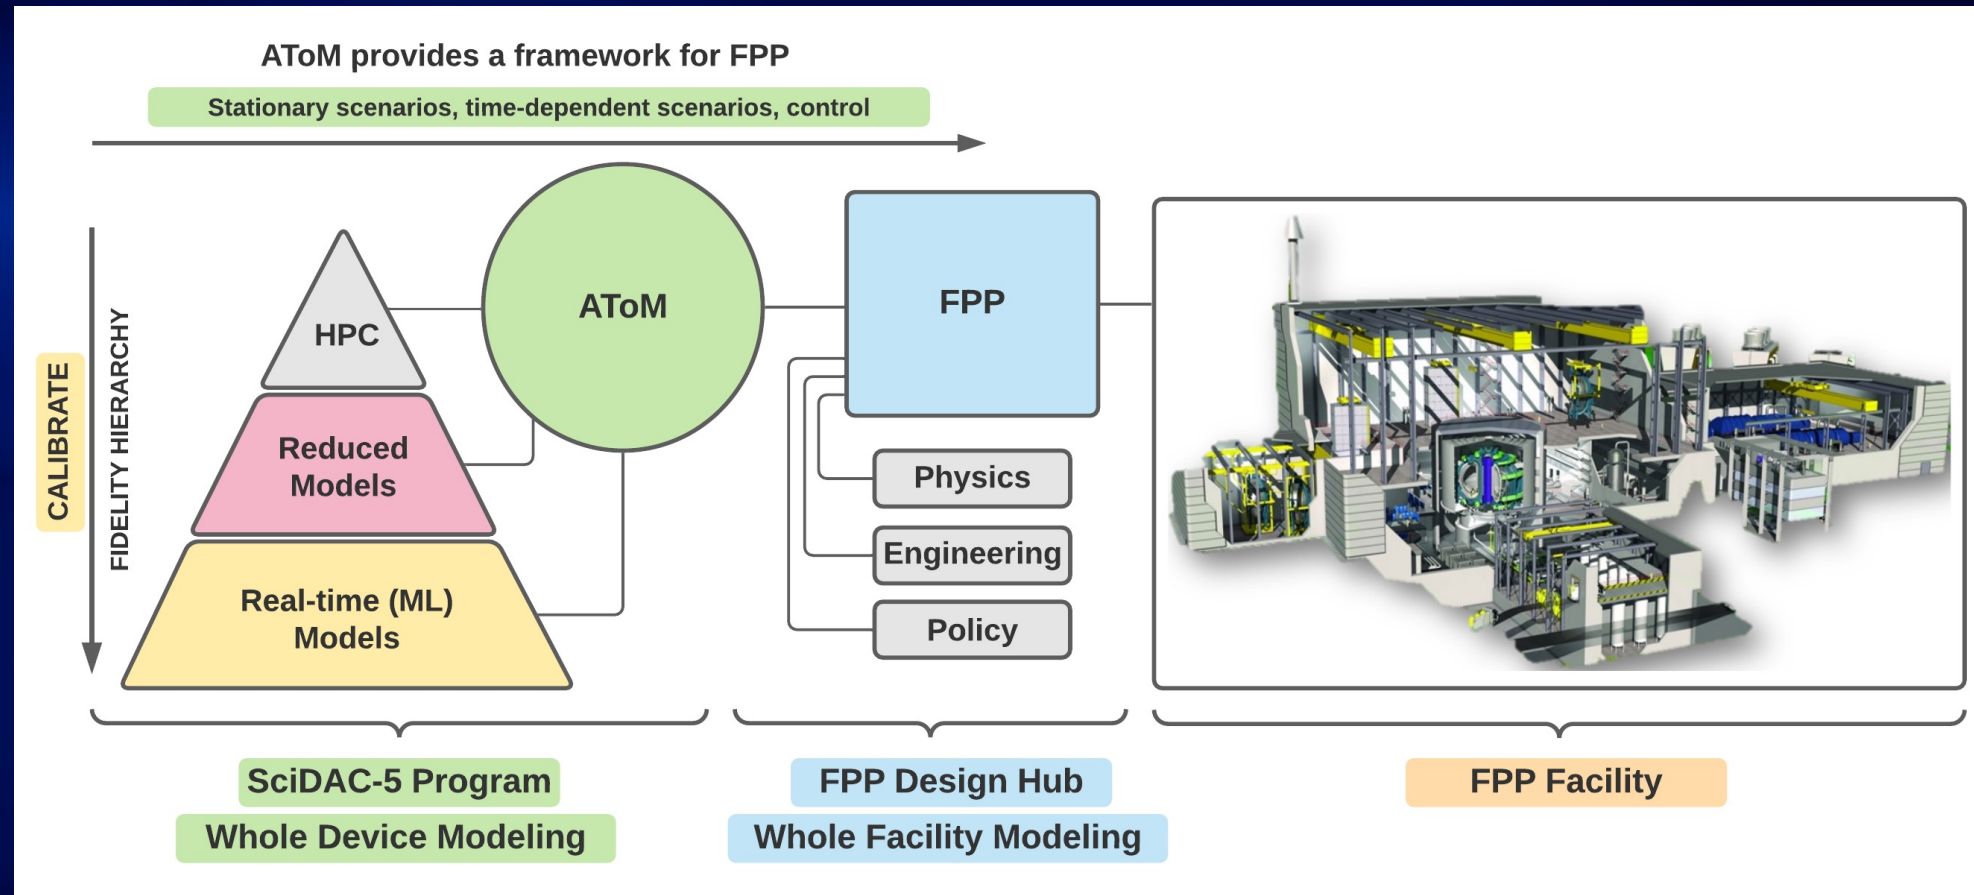 AToM provides a framework for FPP
Stationary scenarios, time-dependent scenarios, control
CALIBRATE
FIDELITY HIERARCHY
HPC
Reduced
Models
Real-time (ML)
Models
AToM
FPP
Physics
Engineering
Policy
SciDAC-5 Program
Whole Device Modeling
FPP Design Hub
Whole Facility Modeling
FPP Facility